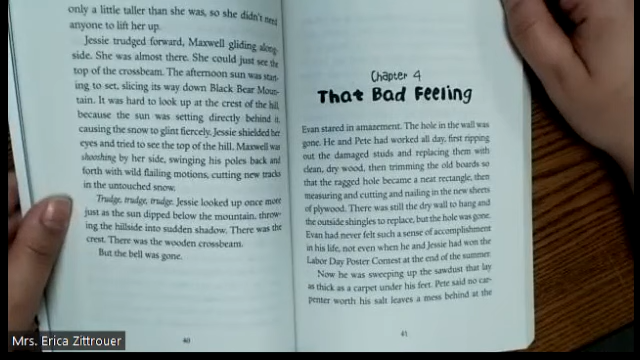 only a little taller than she was, so she didn't need
anyone to lift her up.
Jessie trudged forward, Maxwell gliding along-
side. She was almost there. She could just see the
top of the crossbeam. The afternoon sun was start-
ing to set, slicing its way down Black Bear Moun-
tain. It was hard to look up at the crest of the hill
because the sun was setting directly behind it,
causing the snow to glint fiercely. Jessie shielded her
eyes and tried to see the top of the hill. Maxwell was
shooshing by her side, swinging his poles back and
forth with wild flailing motions, cutting new tracks
in the untouched snow.
Trudge, trudge, trudge. Jessie looked up once more
just as the sun dipped below the mountain, throw-
ing the hillside into sudden shadow. There was the
crest. There was the wooden crossbeam.
But the bell was gone.
40
Chapter 4
That Bad Feeling
Evan stared in amazement. The hole in the wall was
gone. He and Pete had worked all day, first ripping
out the damaged studs and replacing them with
clean, dry wood, then trimming the old boards so
that the ragged hole became a neat rectangle, then
measuring and cutting and nailing in the new sheets
of plywood. There was still the dry wall to hang and
the outside shingles to replace, but the hole was gone.
Evan had never felt such a sense of accomplishment
in his life, not even when he and Jessie had won the
Labor Day Poster Contest at the end of the summer.
Now he was sweeping up the sawdust that lay
as thick as a carpet under his feet. Pete said no car-
penter worth his salt leaves a mess behind at the
41
Mrs. Erica Zittrouer